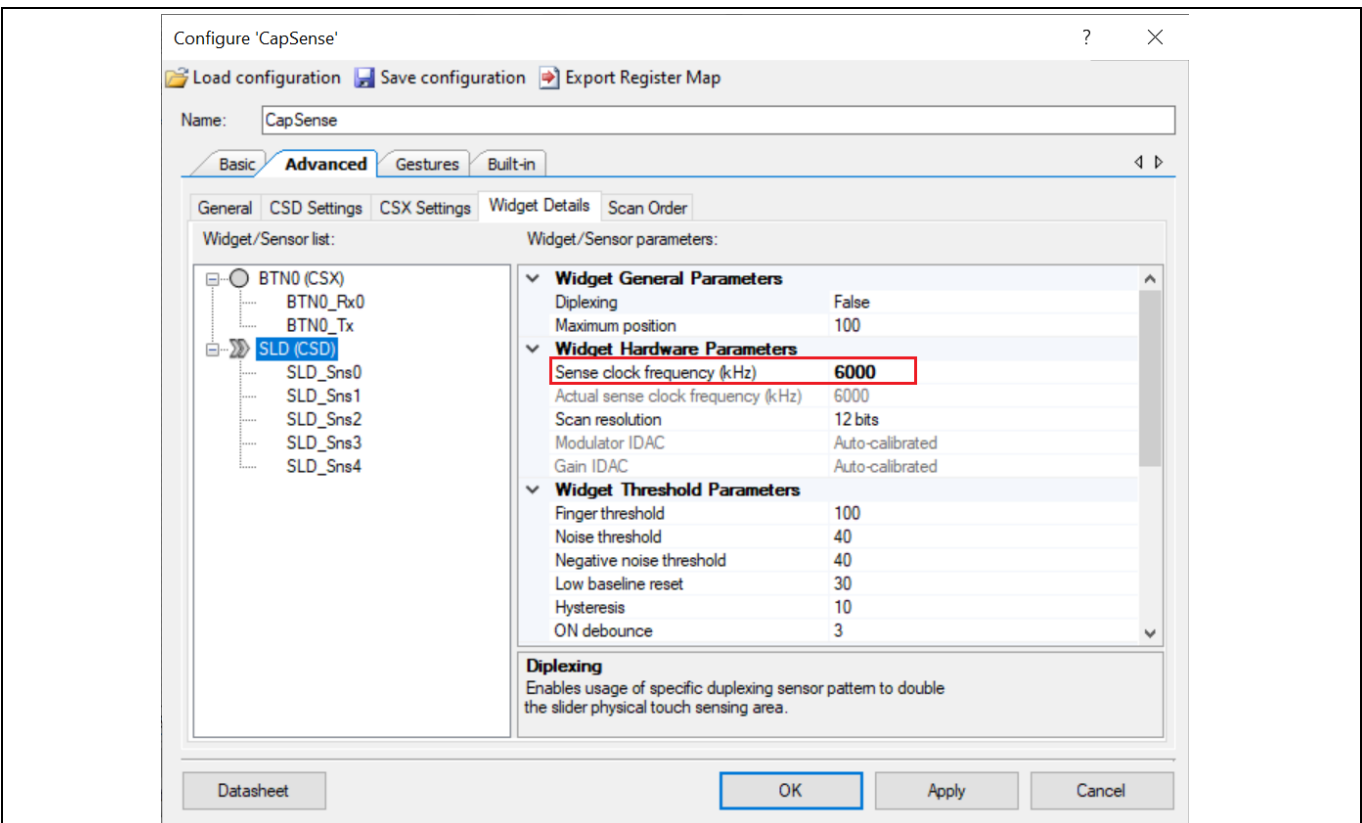 Configure 'CapSense'
?
Load configuration Save configuration Export Register Map
Name: CapSense
Basic Advanced Gestures Built-in
General CSD Settings CSX Settings Widget Details Scan Order
Widget/Sensor list: Widget/Sensor parameters:
BTN0 (CSX)
BTN0_Rx0
BTN0_Tx
SLD (CSD)
SLD_Sns0
SLD_Sns1
SLD_Sns2
SLD_Sns3
SLD_Sns4
Widget General Parameters
Diplexing False
Maximum position 100
Widget Hardware Parameters
Sense clock frequency (kHz) 6000
Actual sense clock frequency (kHz) 6000
Scan resolution 12 bits
Modulator IDAC Auto-calibrated
Gain IDAC Auto-calibrated
Widget Threshold Parameters
Finger threshold 100
Noise threshold 40
Negative noise threshold 40
Low baseline reset 30
Hysteresis 10
ON debounce 3
Diplexing
Enables usage of specific duplexing sensor pattern to double
the slider physical touch sensing area.
Datasheet OK Apply Cancel